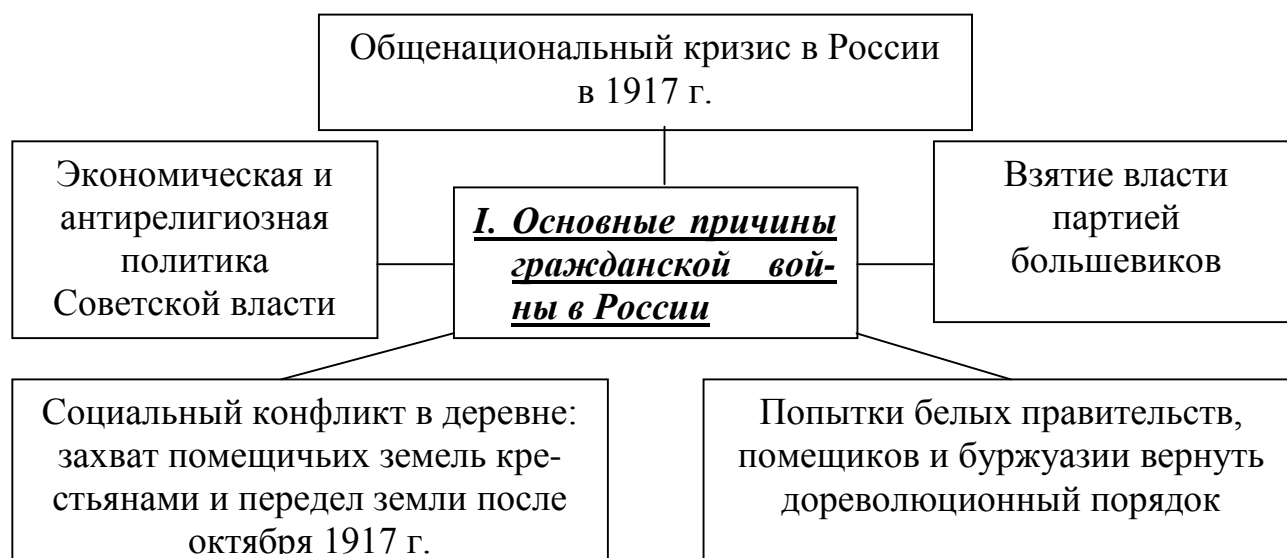 Общенациональный кризис в России
в 1917 г.
Экономическая и
антирелигиозная
политика
Советской власти
I. Основные причины
гражданской вой-
ны в России
Взятие власти
партией
большевиков
Социальный конфликт в деревне:
захват помещичьих земель кре-
стьянами и передел земли после
октября 1917 г.
Попытки белых правительств,
помещиков и буржуазии вернуть
дореволюционный порядок